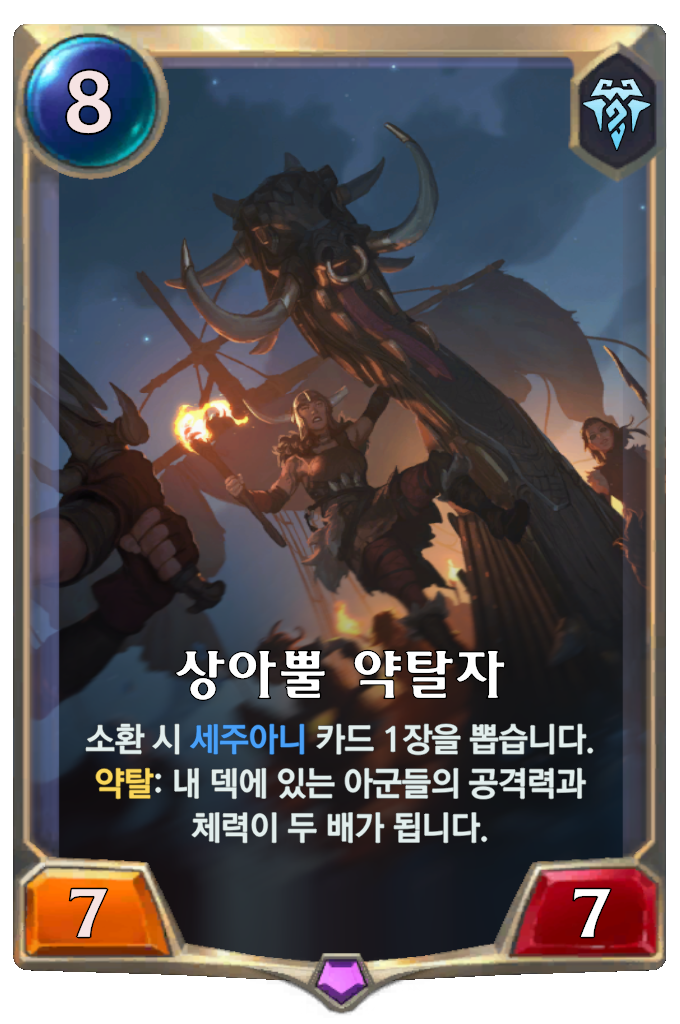 8
상아뿔 약탈자
소환 시 세주아니 카드 1장을 뽑습니다.
약탈: 내 덱에 있는 아군들의 공격력과
체력이 두 배가 됩니다.
7
7